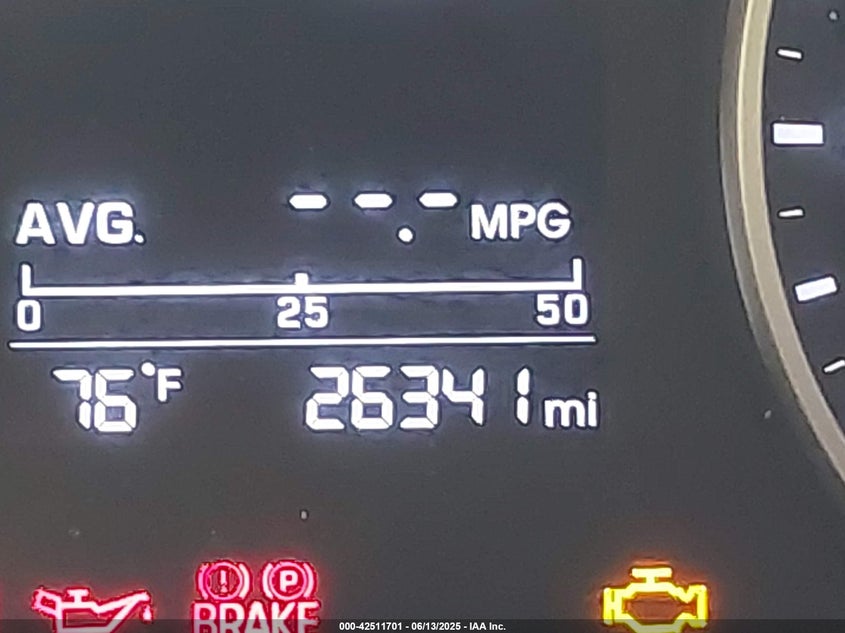 AVG. --.- MPG
0 25 50
76°F 26341 mi
(!) (P)
BRAKE
000-42511701 - 06/13/2025 - IAA Inc.